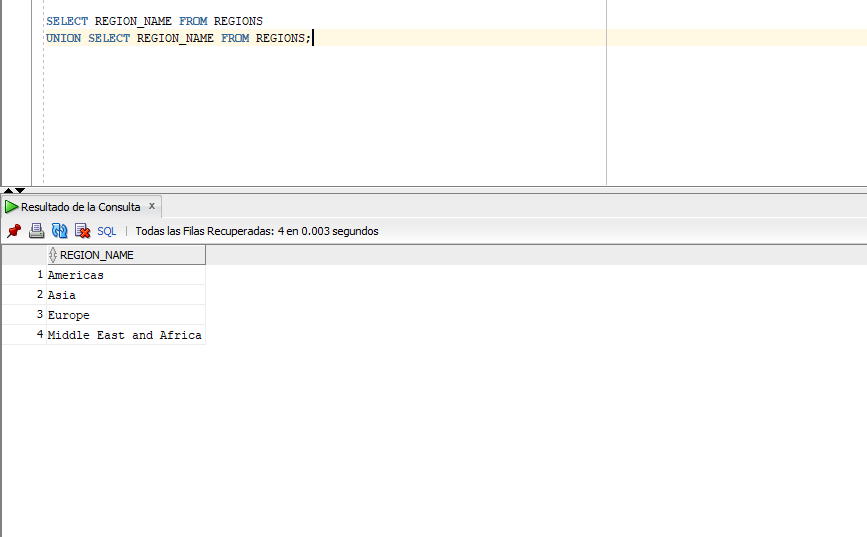 SELECT REGION_NAME FROM REGIONS
UNION SELECT REGION_NAME FROM REGIONS;
Resultado de la Consulta x
SQL | Todas las Filas Recuperadas: 4 en 0.003 segundos
REGION_NAME
1 Americas
2 Asia
3 Europe
4 Middle East and Africa